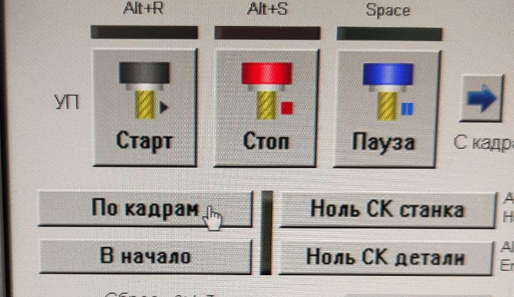 Alt+R Alt+S Space
УП Старт Стоп Пауза
С кадра
По кадрам Ноль СК станка
В начало Ноль СК детали